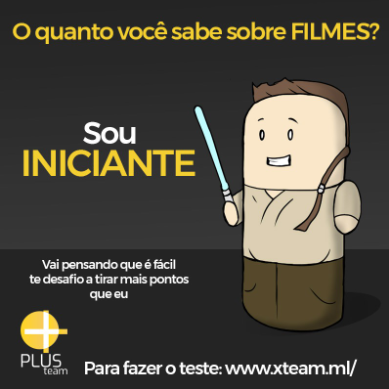 O quanto você sabe sobre FILMES?
Sou
INICIANTE
Vai pensando que é fácil
te desafio a tirar mais pontos
que eu
PLUS
team
Para fazer o teste: www.xteam.ml/